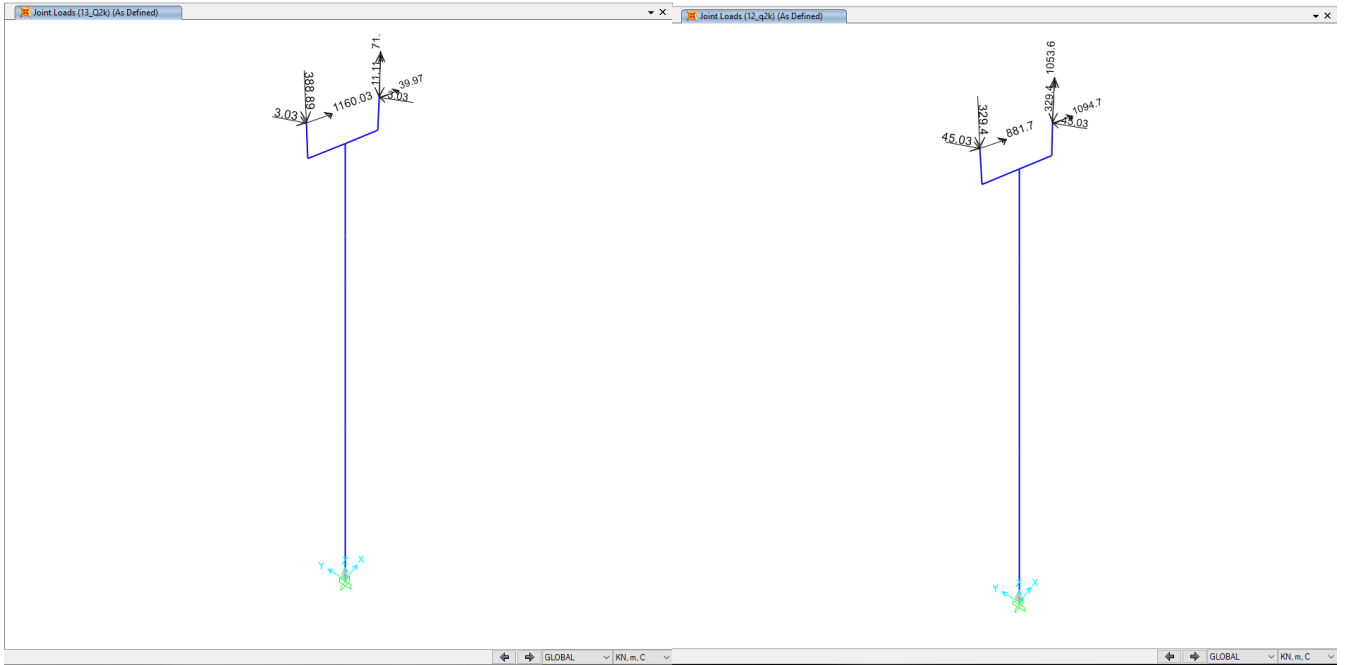 Joint Loads (13_Q2k) (As Defined)
71.
11.11
39.97
3.03
388.89
1160.03
3.03
Z
X
Y
GLOBAL
KN, m, C
Joint Loads (12_q2k) (As Defined)
1053.6
329.4
1094.7
45.03
329.4
881.7
45.03
Z
X
Y
GLOBAL
KN, m, C